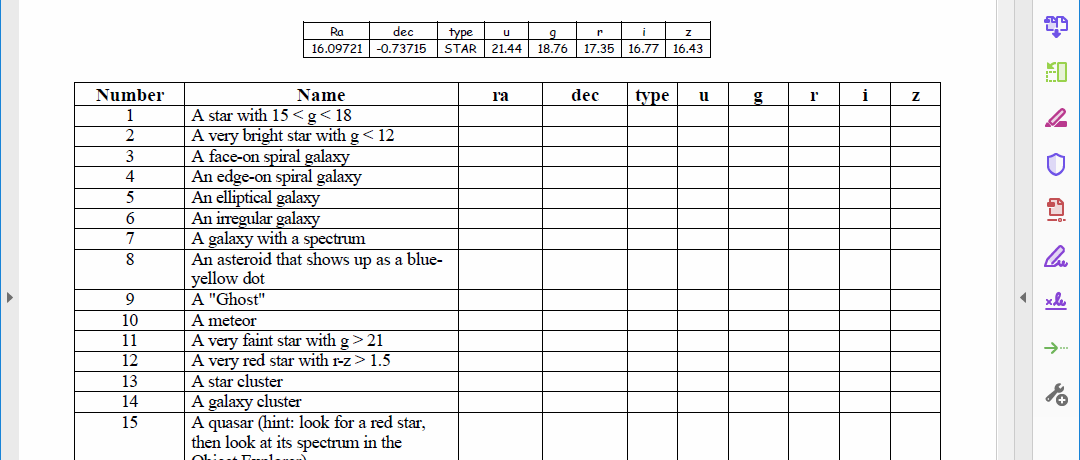 Ra dec type u g r i z
16.09721 -0.73715 STAR 21.44 18.76 17.35 16.77 16.43
Number Name ra dec type u g r i z
1 A star with 15 < g < 18
2 A very bright star with g < 12
3 A face-on spiral galaxy
4 An edge-on spiral galaxy
5 An elliptical galaxy
6 An irregular galaxy
7 A galaxy with a spectrum
8 An asteroid that shows up as a blue-
yellow dot
9 A "Ghost"
10 A meteor
11 A very faint star with g > 21
12 A very red star with r-z > 1.5
13 A star cluster
14 A galaxy cluster
15 A quasar (hint: look for a red star,
then look at its spectrum in the